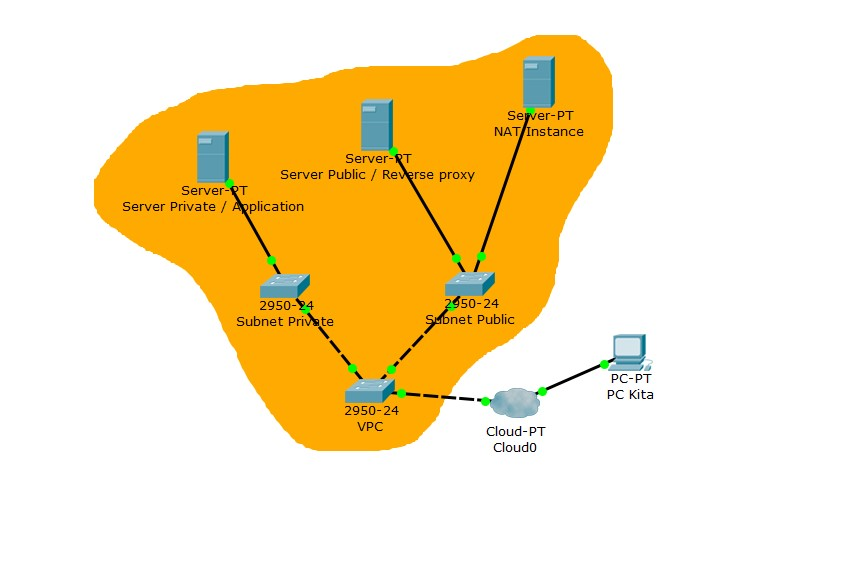 Server-PT
NAT Instance
Server-PT
Server Public / Reverse proxy
Server-PT
Server Private / Application
2950-24
Subnet Private
2950-24
Subnet Public
PC-PT
PC Kita
2950-24
VPC
Cloud-PT
Cloud0